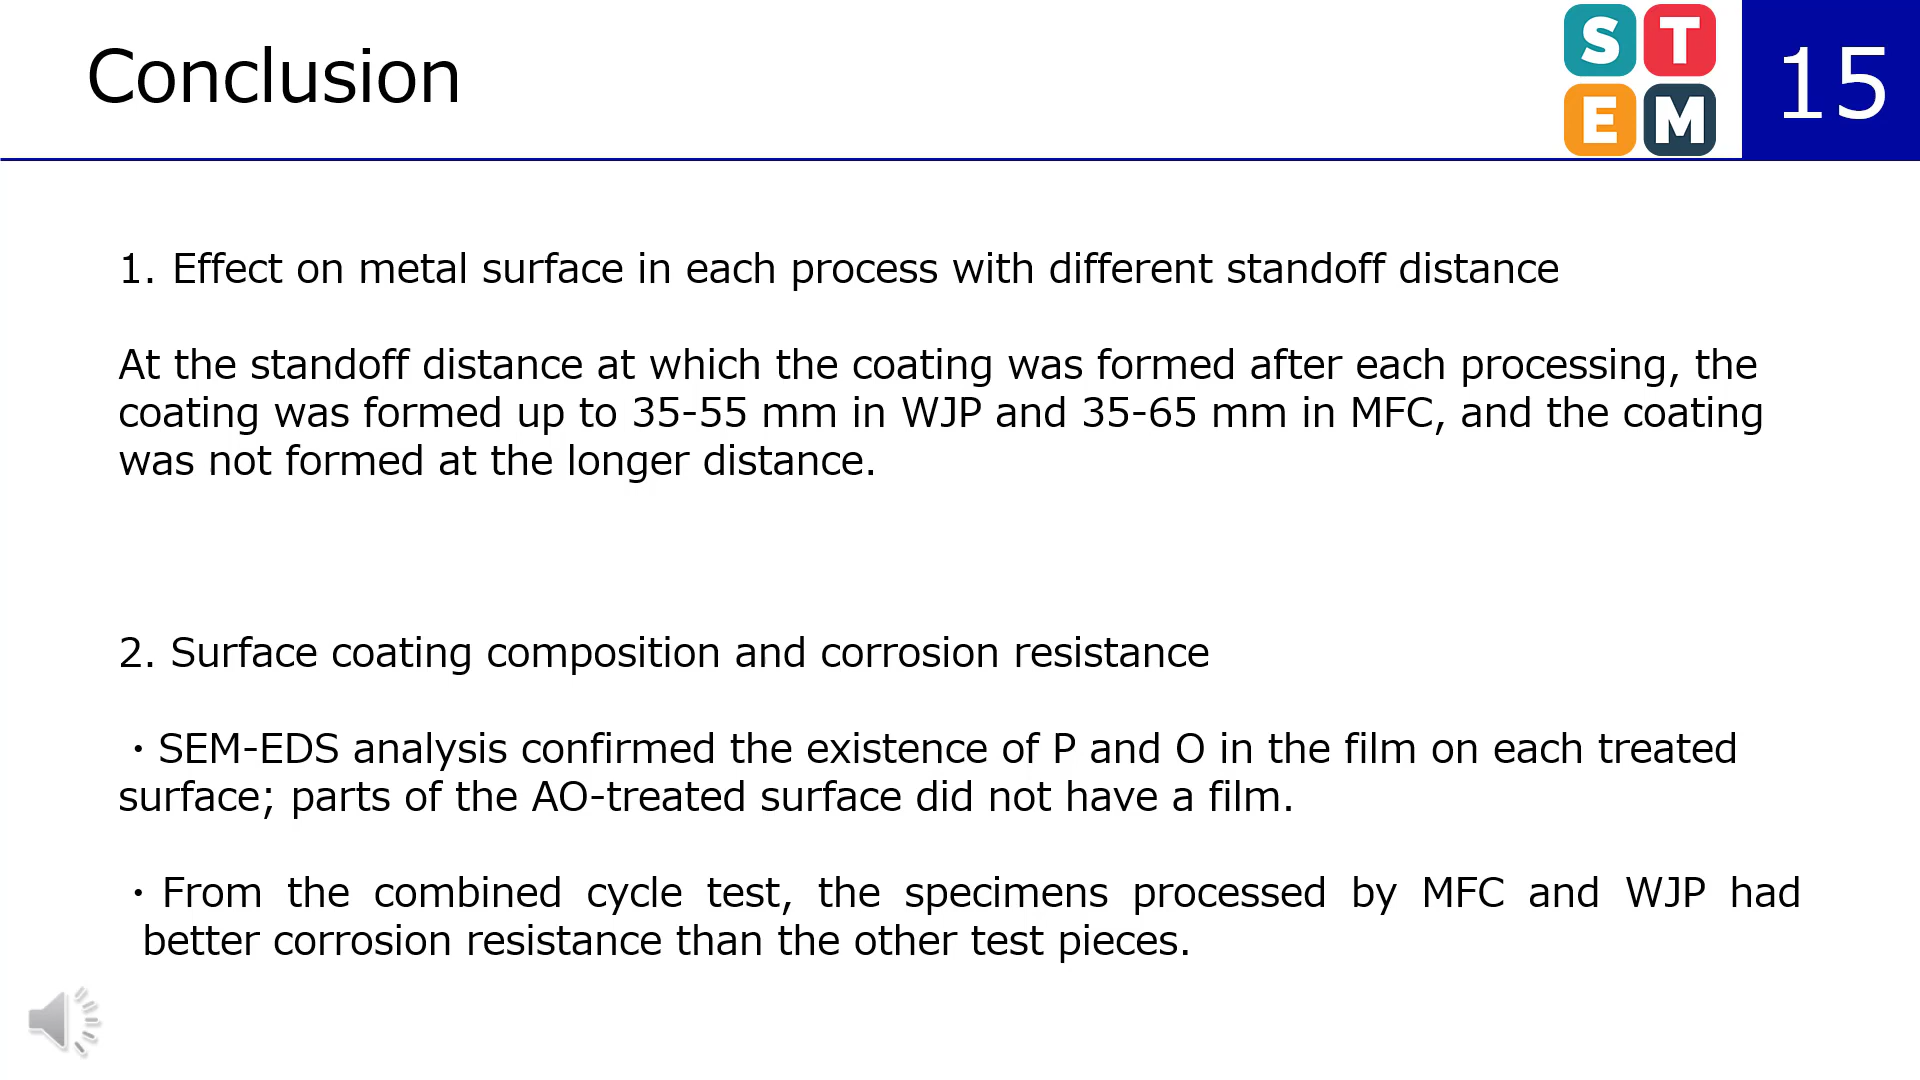 Conclusion
S T
E M
15
1. Effect on metal surface in each process with different standoff distance
At the standoff distance at which the coating was formed after each processing, the
coating was formed up to 35-55 mm in WJP and 35-65 mm in MFC, and the coating
was not formed at the longer distance.
2. Surface coating composition and corrosion resistance
・SEM-EDS analysis confirmed the existence of P and O in the film on each treated
surface; parts of the AO-treated surface did not have a film.
・From the combined cycle test, the specimens processed by MFC and WJP had
better corrosion resistance than the other test pieces.